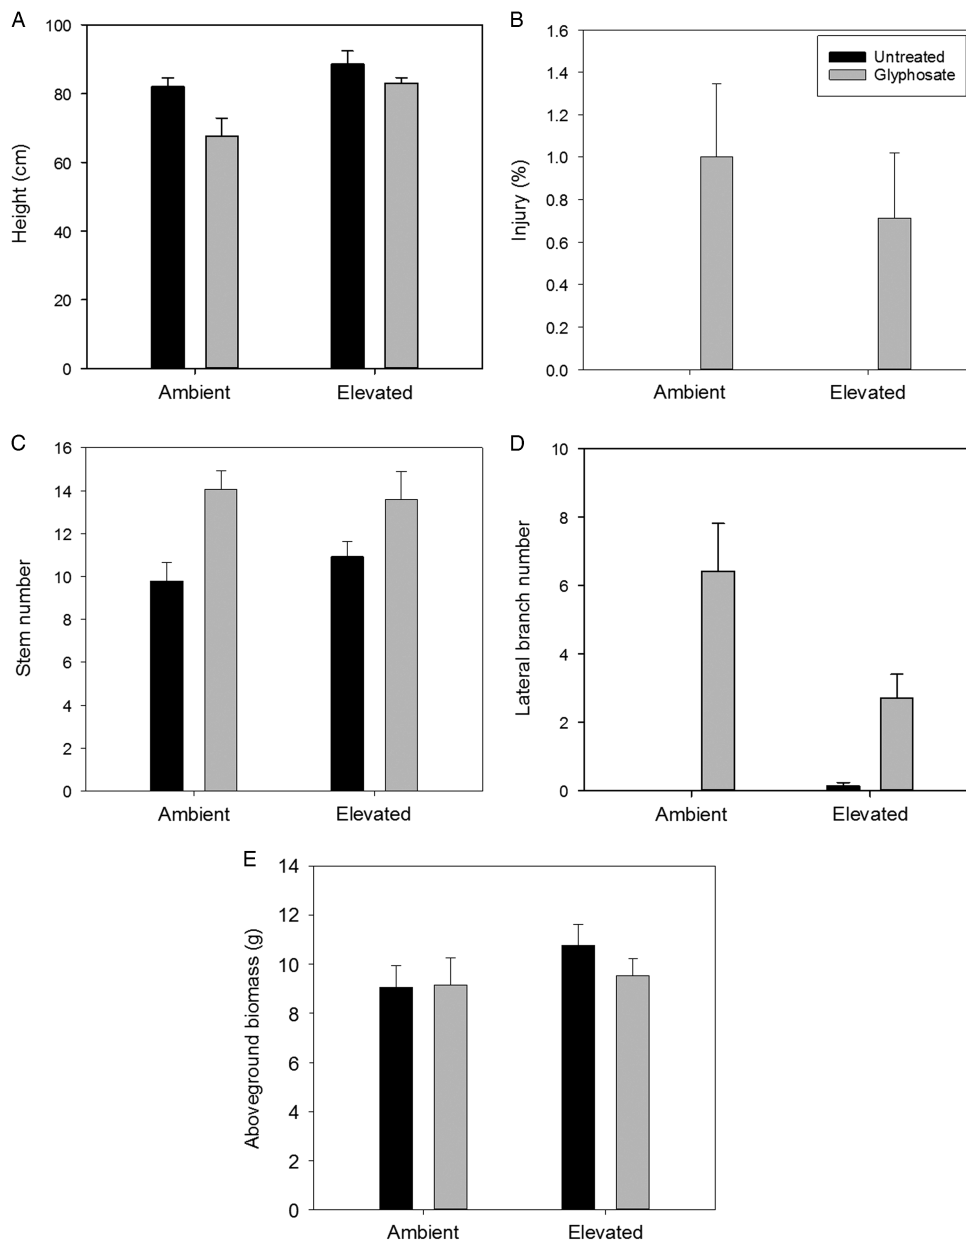 A
Height (cm)
100
80
60
40
20
0
Ambient Elevated
B
Injury (%)
1.6
1.4
1.2
1.0
0.8
0.6
0.4
0.2
0.0
Untreated
Glyphosate
Ambient Elevated
C
Stem number
16
14
12
10
8
6
4
2
0
Ambient Elevated
D
Lateral branch number
10
8
6
4
2
0
Ambient Elevated
E
Aboveground biomass (g)
14
12
10
8
6
4
2
0
Ambient Elevated